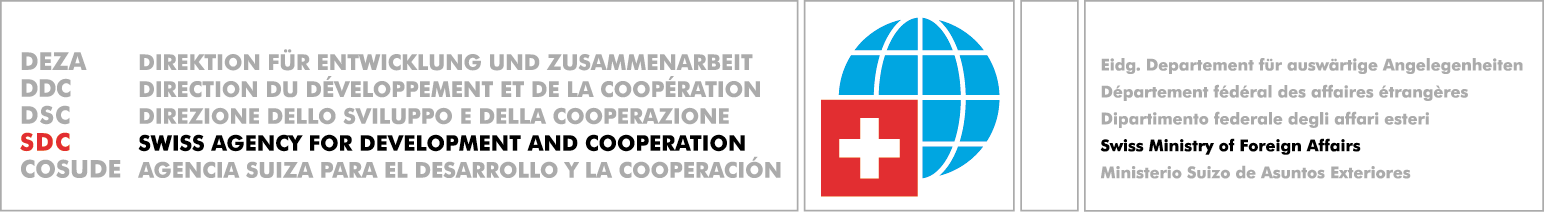 DEZA DIREKTION FÜR ENTWICKLUNG UND ZUSAMMENARBEIT
DDC DIRECTION DU DÉVELOPPEMENT ET DE LA COOPÉRATION
DSC DIREZIONE DELLO SVILUPPO E DELLA COOPERAZIONE
SDC SWISS AGENCY FOR DEVELOPMENT AND COOPERATION
COSUDE AGENCIA SUIZA PARA EL DESARROLLO Y LA COOPERACIÓN
Eidg. Departement für auswärtige Angelegenheiten
Département fédéral des affaires étrangères
Dipartimento federale degli affari esteri
Swiss Ministry of Foreign Affairs
Ministerio Suizo de Asuntos Exteriores